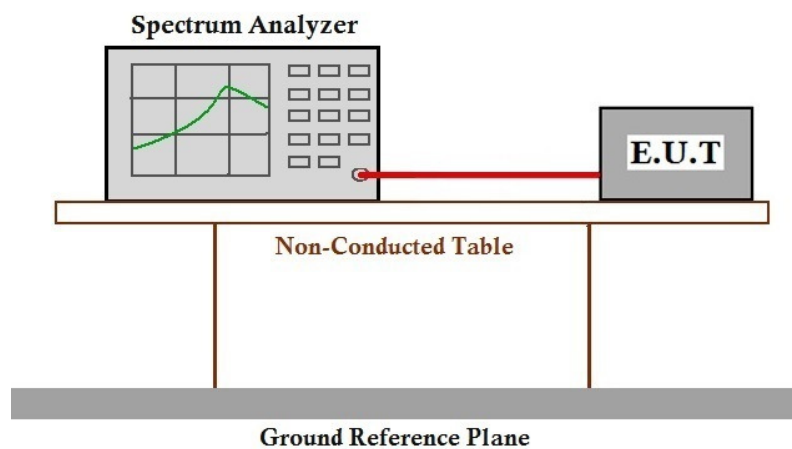 Spectrum Analyzer
E.U.T
Non-Conducted Table
Ground Reference Plane